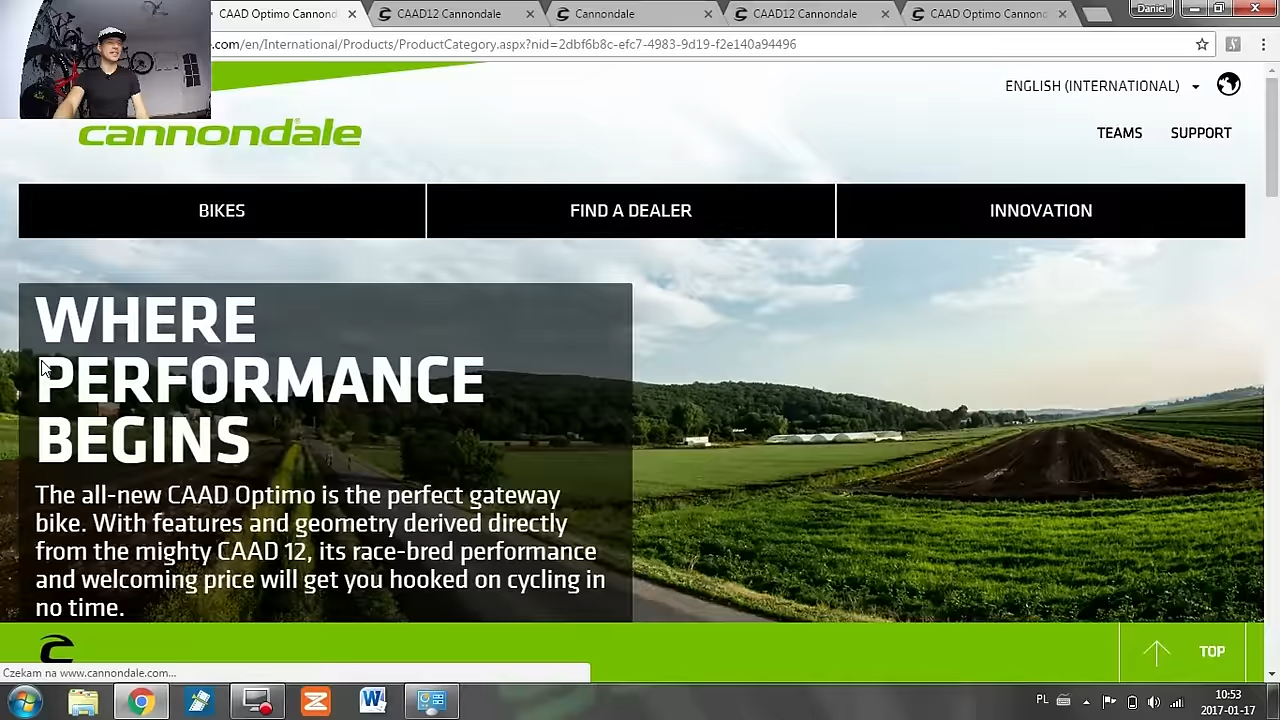 CAAD Optimo Cannond
CAAD12 Cannondale
Cannondale
CAAD12 Cannondale
CAAD Optimo Cannond
Daniel
.com/en/International/Products/ProductCategory.aspx?nid=2dbf6b8c-efc7-4983-9d19-f2e140a94496
ENGLISH (INTERNATIONAL)
cannondale
TEAMS
SUPPORT
BIKES
FIND A DEALER
INNOVATION
WHERE
PERFORMANCE
BEGINS
The all-new CAAD Optimo is the perfect gateway
bike. With features and geometry derived directly
from the mighty CAAD 12, its race-bred performance
and welcoming price will get you hooked on cycling in
no time.
TOP
Czekam na www.cannondale.com...
PL
10:53
2017-01-17